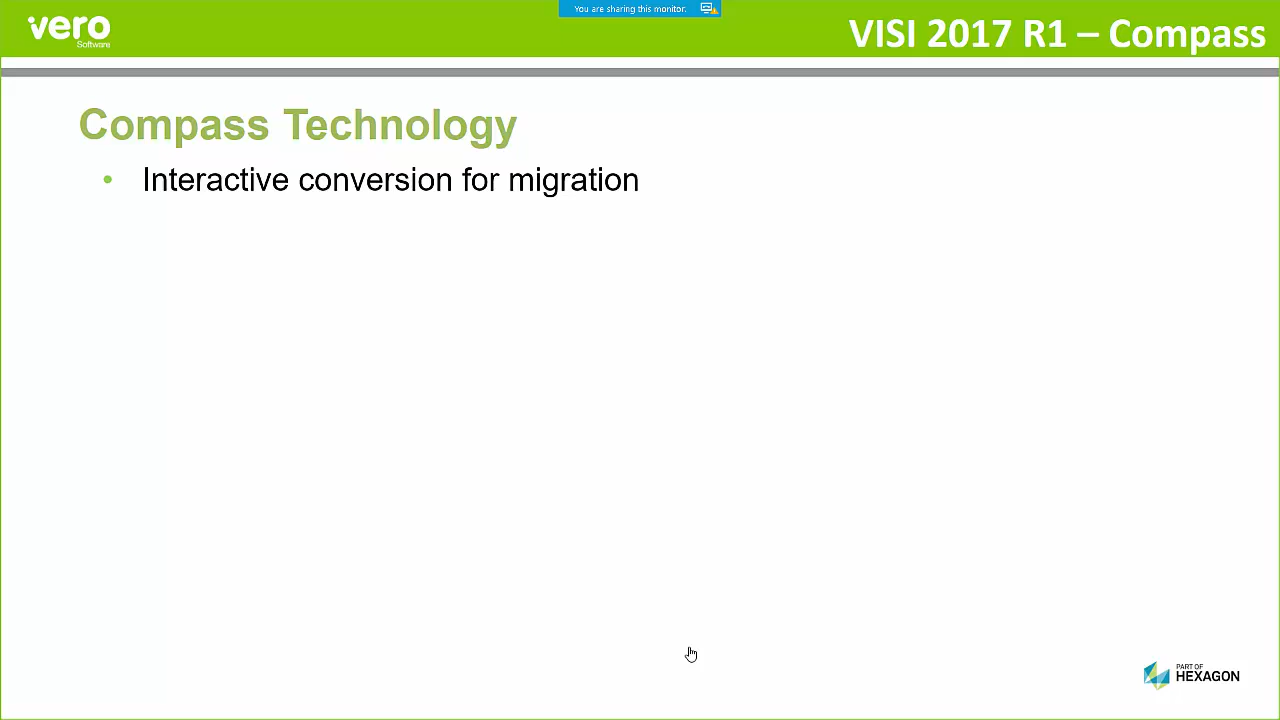 You are sharing this monitor.
vero
Software
VISI 2017 R1 – Compass
Compass Technology
• Interactive conversion for migration
PART OF
HEXAGON